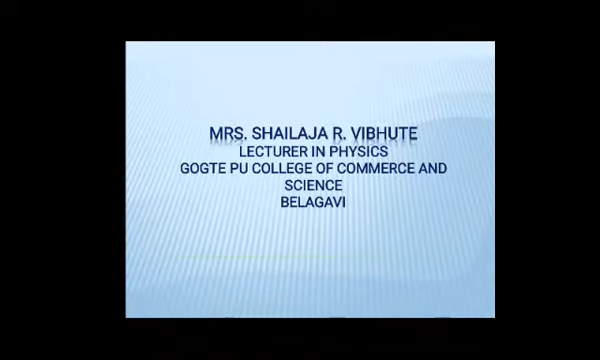 MRS. SHAILAJA R. VIBHUTE
LECTURER IN PHYSICS
GOGTE PU COLLEGE OF COMMERCE AND
SCIENCE
BELAGAVI